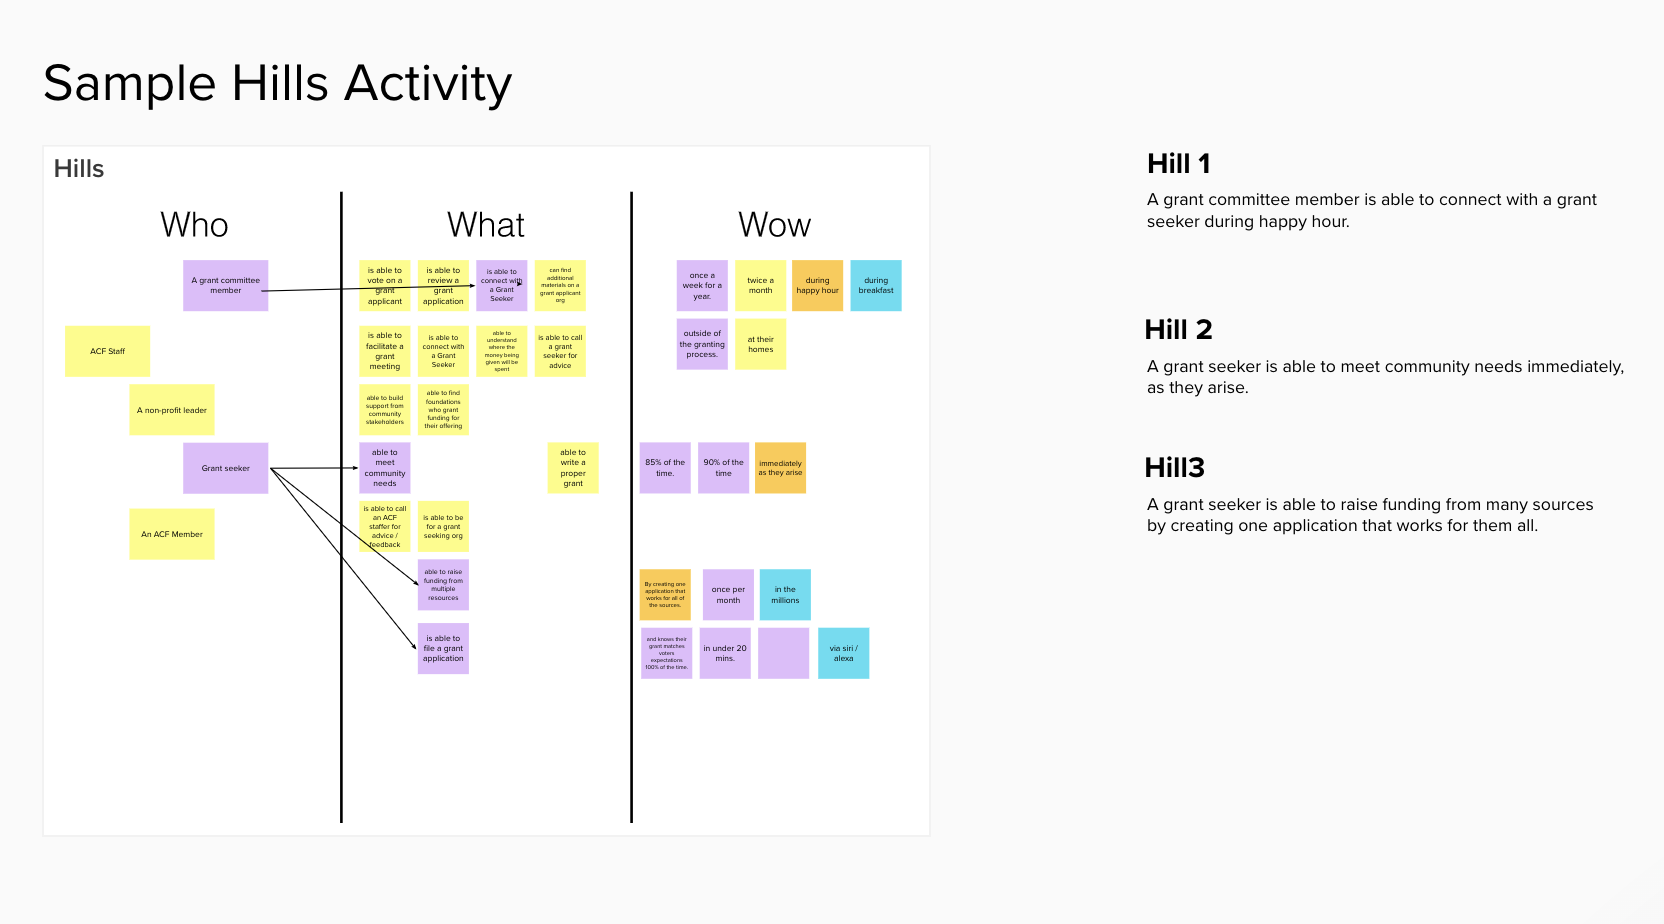 Sample Hills Activity
Hills
Who
What
Wow
A grant committee
member
ACF Staff
A non-profit leader
Grant seeker
An ACF Member
is able to
vote on a
grant
applicant
is able to
review a
grant
application
is able to
connect with
a Grant
Seeker
can find
additional
materials on a
grant applicant
org
is able to
facilitate a
grant
meeting
is able to
connect with
a Grant
Seeker
able to
understand
where the
money being
given will be
spent
is able to call
a grant
seeker for
advice
able to build
support from
community
stakeholders
able to find
foundations
who grant
funding for
their offering
able to
meet
community
needs
able to
write a
proper
grant
is able to call
an ACF
staffer for
advice /
feedback
is able to be
for a grant
seeking org
able to raise
funding from
multiple
resources
is able to
file a grant
application
once a
week for a
year.
twice a
month
during
happy hour
during
breakfast
outside of
the granting
process.
at their
homes
85% of the
time.
90% of the
time
immediately
as they arise
By creating one
application that
works for all of
the sources.
once per
month
in the
millions
and knows their
grant matches
voters
expectations
100% of the time.
in under 20
mins.
via siri /
alexa
Hill 1
A grant committee member is able to connect with a grant
seeker during happy hour.
Hill 2
A grant seeker is able to meet community needs immediately,
as they arise.
Hill3
A grant seeker is able to raise funding from many sources
by creating one application that works for them all.